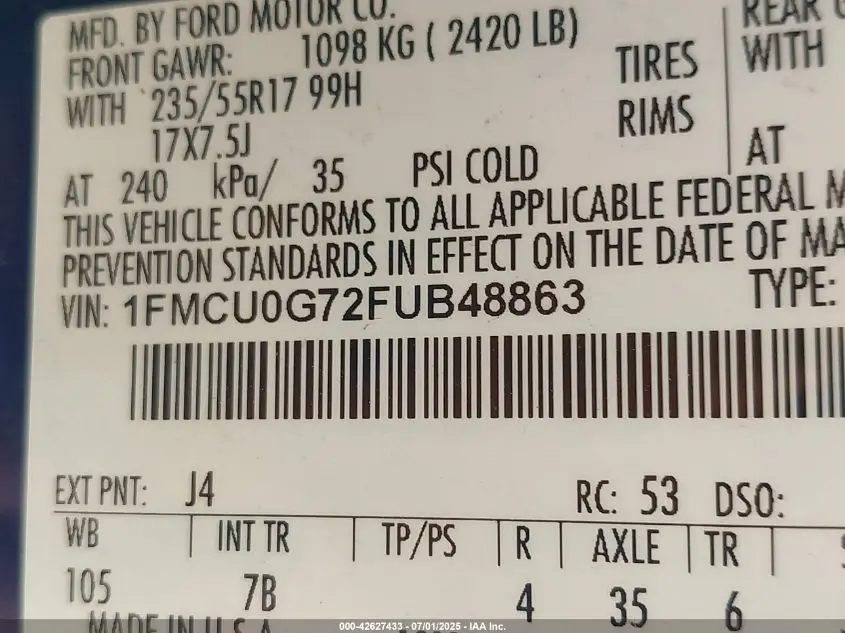 MFD. BY FORD MOTOR CO.
FRONT GAWR: 1098 KG ( 2420 LB)
WITH 235/55R17 99H TIRES
17X7.5J RIMS
AT 240 kPa/ 35 PSI COLD
REAR
WITH
AT
THIS VEHICLE CONFORMS TO ALL APPLICABLE FEDERAL M
PREVENTION STANDARDS IN EFFECT ON THE DATE OF MA
VIN: 1FMCU0G72FUB48863 TYPE:
EXT PNT: J4 RC: 53 DSO:
WB INT TR TP/PS R AXLE TR
105 7B 4 35 6
MADE IN U.S.A.
000-42627433 - 07/01/2025 - IAA Inc.